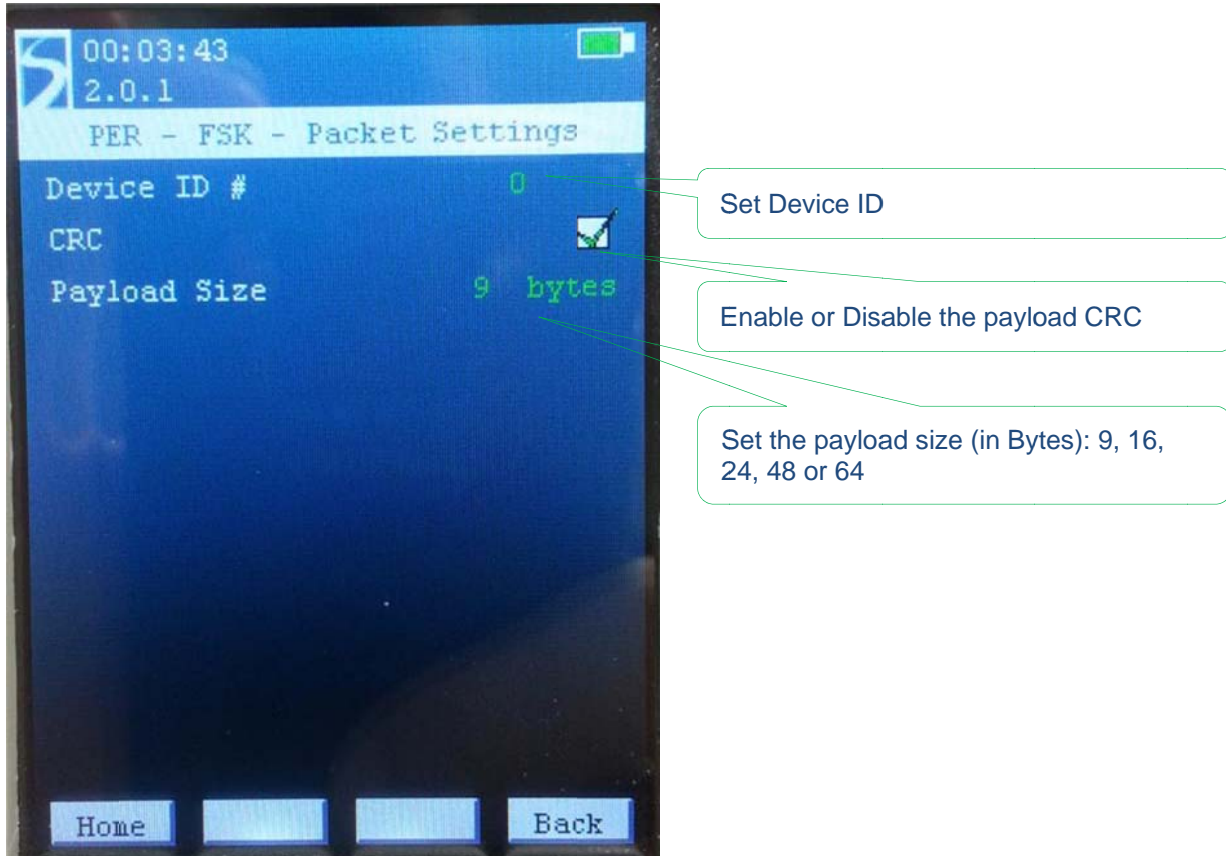 00:03:43
2.0.1
PER - FSK - Packet Settings
Device ID # 0
CRC
Payload Size 9 bytes
Home Back
Set Device ID
Enable or Disable the payload CRC
Set the payload size (in Bytes): 9, 16,
24, 48 or 64